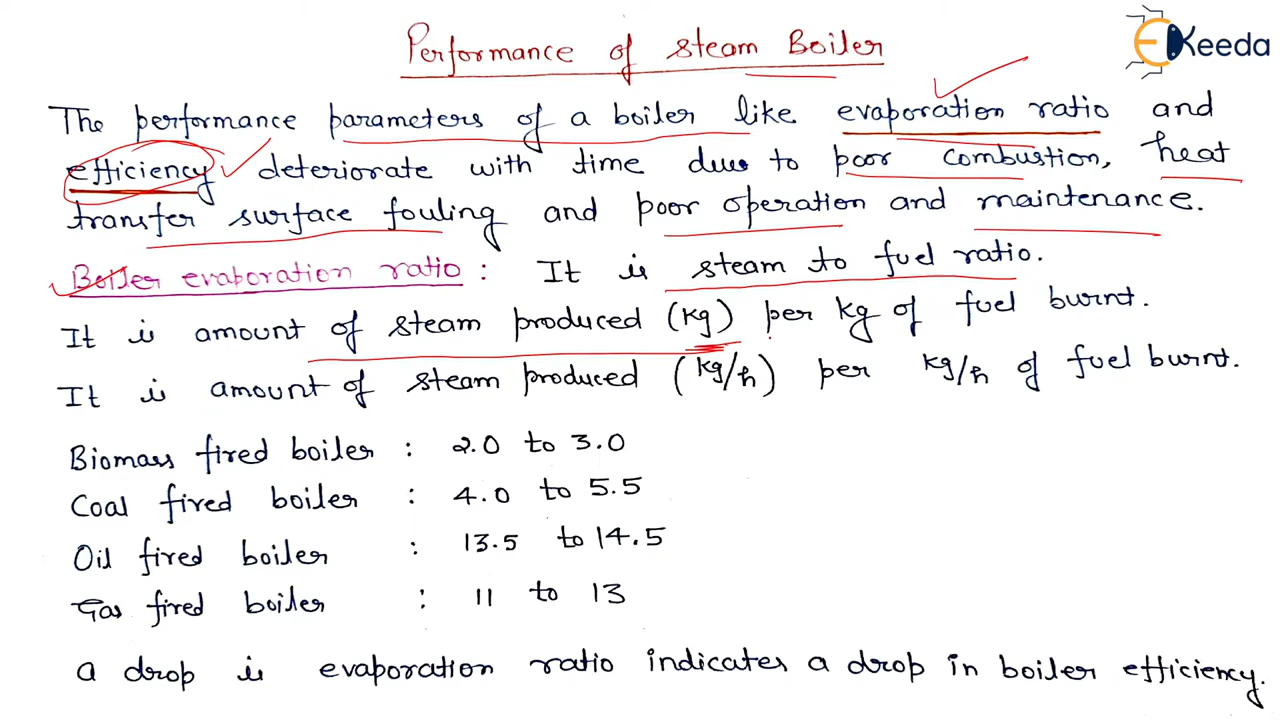 Performance of steam Boiler
EKeeda
The performance parameters of a boiler like evaporation ratio and
efficiency deteriorate with time due to poor combustion, heat
transfer surface fouling and poor operation and maintenance.
Boiler evaporation ratio : It is steam to fuel ratio.
It is amount of steam produced (kg) per kg of fuel burnt.
It is amount of steam produced (kg/h) per kg/h of fuel burnt.
Biomass fired boiler : 2.0 to 3.0
Coal fired boiler : 4.0 to 5.5
Oil fired boiler : 13.5 to 14.5
Gas fired boiler : 11 to 13
a drop is evaporation ratio indicates a drop in boiler efficiency.